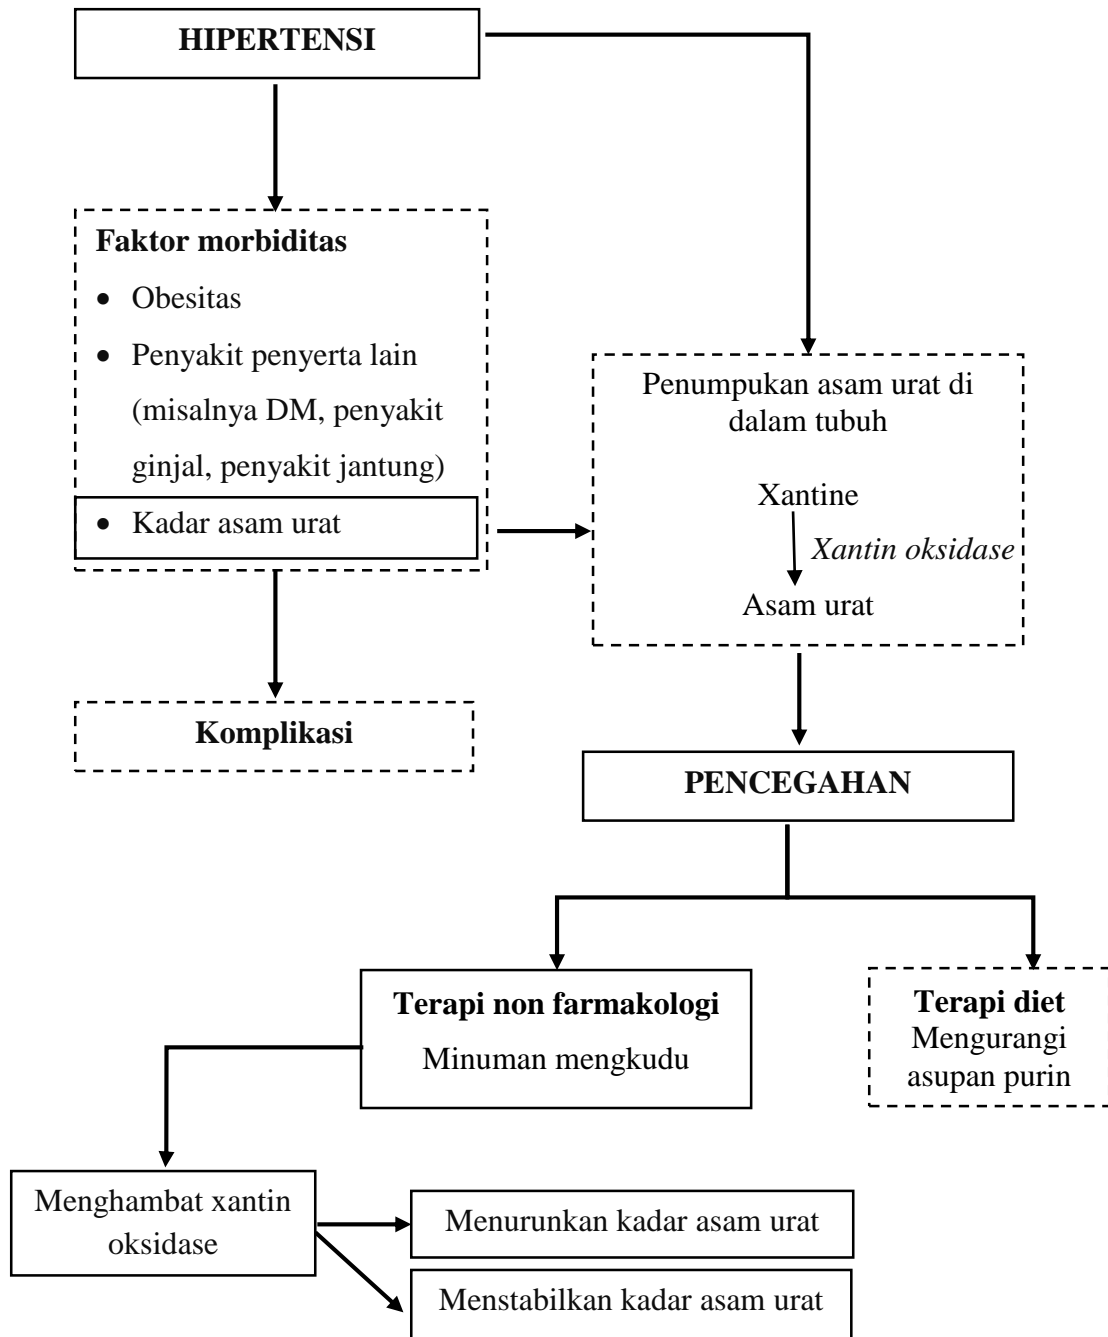 HIPERTENSI
Faktor morbiditas
• Obesitas
• Penyakit penyerta lain
(misalnya DM, penyakit
ginjal, penyakit jantung)
• Kadar asam urat
Komplikasi
Penumpukan asam urat di
dalam tubuh
Xantine
Xantin oksidase
Asam urat
PENCEGAHAN
Terapi non farmakologi
Minuman mengkudu
Terapi diet
Mengurangi
asupan purin
Menghambat xantin
oksidase
Menurunkan kadar asam urat
Menstabilkan kadar asam urat